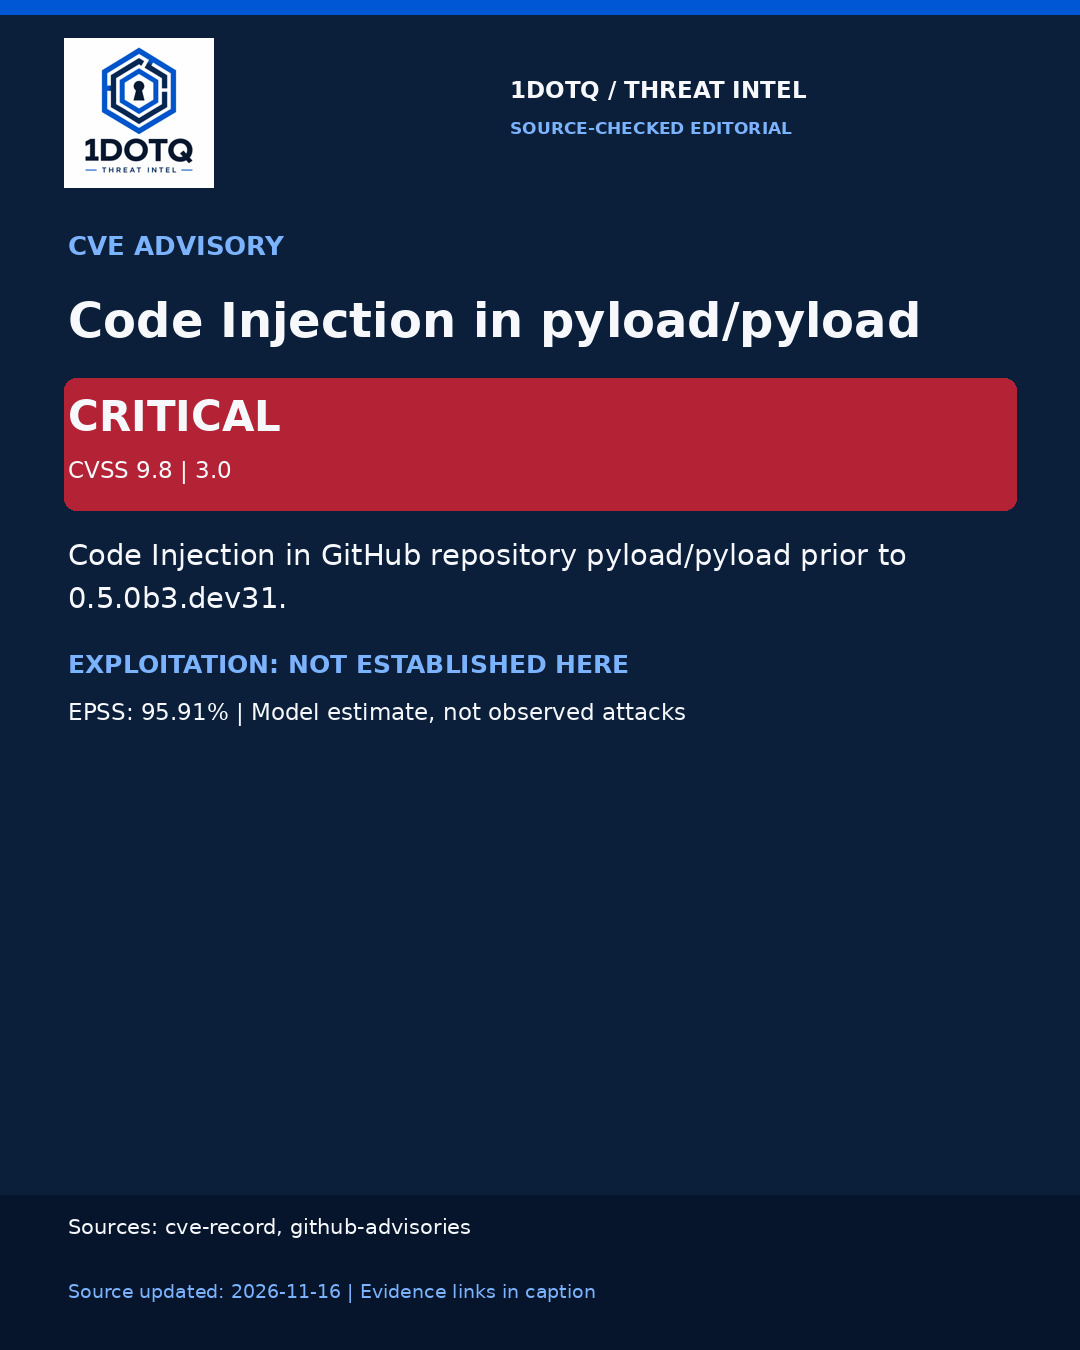 1DOTQ
THREAT INTEL
1DOTQ / THREAT INTEL
SOURCE-CHECKED EDITORIAL
CVE ADVISORY
Code Injection in pyload/pyload
CRITICAL
CVSS 9.8 | 3.0
Code Injection in GitHub repository pyload/pyload prior to
0.5.0b3.dev31.
EXPLOITATION: NOT ESTABLISHED HERE
EPSS: 95.91% | Model estimate, not observed attacks
Sources: cve-record, github-advisories
Source updated: 2026-11-16 | Evidence links in caption